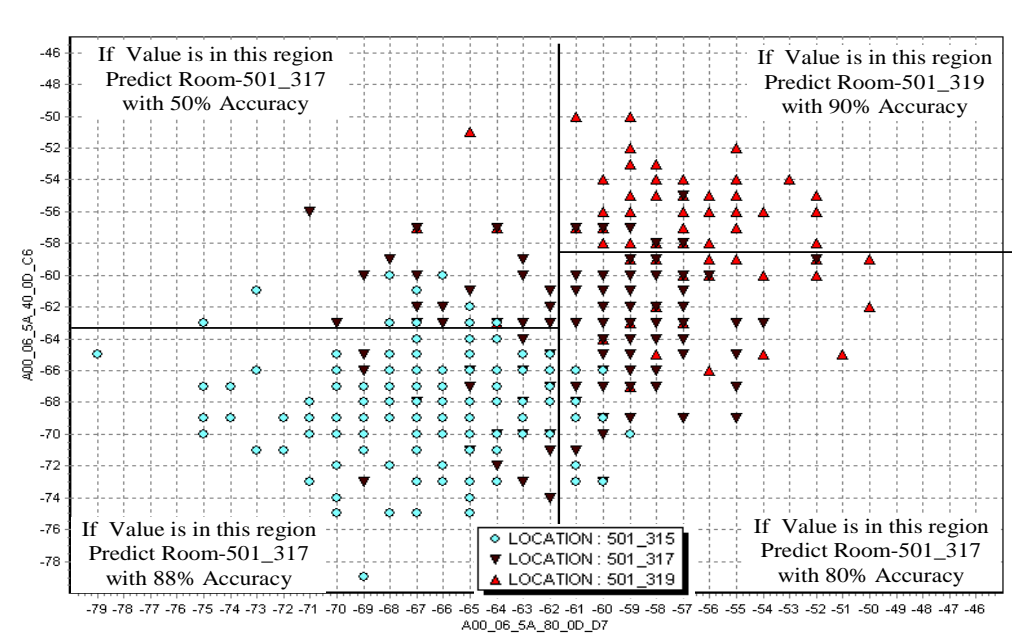 If Value is in this region
Predict Room-501_317
with 50% Accuracy
If Value is in this region
Predict Room-501_319
with 90% Accuracy
-46
-48
-50
-52
-54
-56
-58
-60
-62
-64
-66
-68
-70
-72
-74
-76
-78
A00_06_5A_40_0D_C6
If Value is in this region
Predict Room-501_317
with 88% Accuracy
LOCATION : 501_315
LOCATION : 501_317
LOCATION : 501_319
If Value is in this region
Predict Room-501_317
with 80% Accuracy
-79 -78 -77 -76 -75 -74 -73 -72 -71 -70 -69 -68 -67 -66 -65 -64 -63 -62 -61 -60 -59 -58 -57 -56 -55 -54 -53 -52 -51 -50 -49 -48 -47 -46
A00_06_5A_80_0D_D7